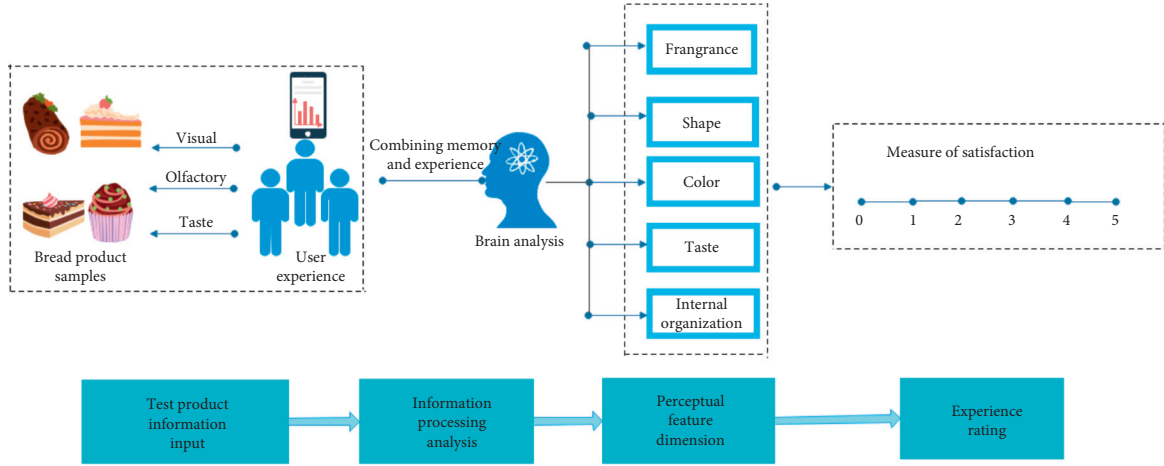 Visual
Olfactory
Taste
Bread product
samples
User
experience
Combining memory
and experience
Brain analysis
Frangrance
Shape
Color
Taste
Internal
organization
Measure of satisfaction
0 1 2 3 4 5
Test product
information
input
Information
processing
analysis
Perceptual
feature
dimension
Experience
rating